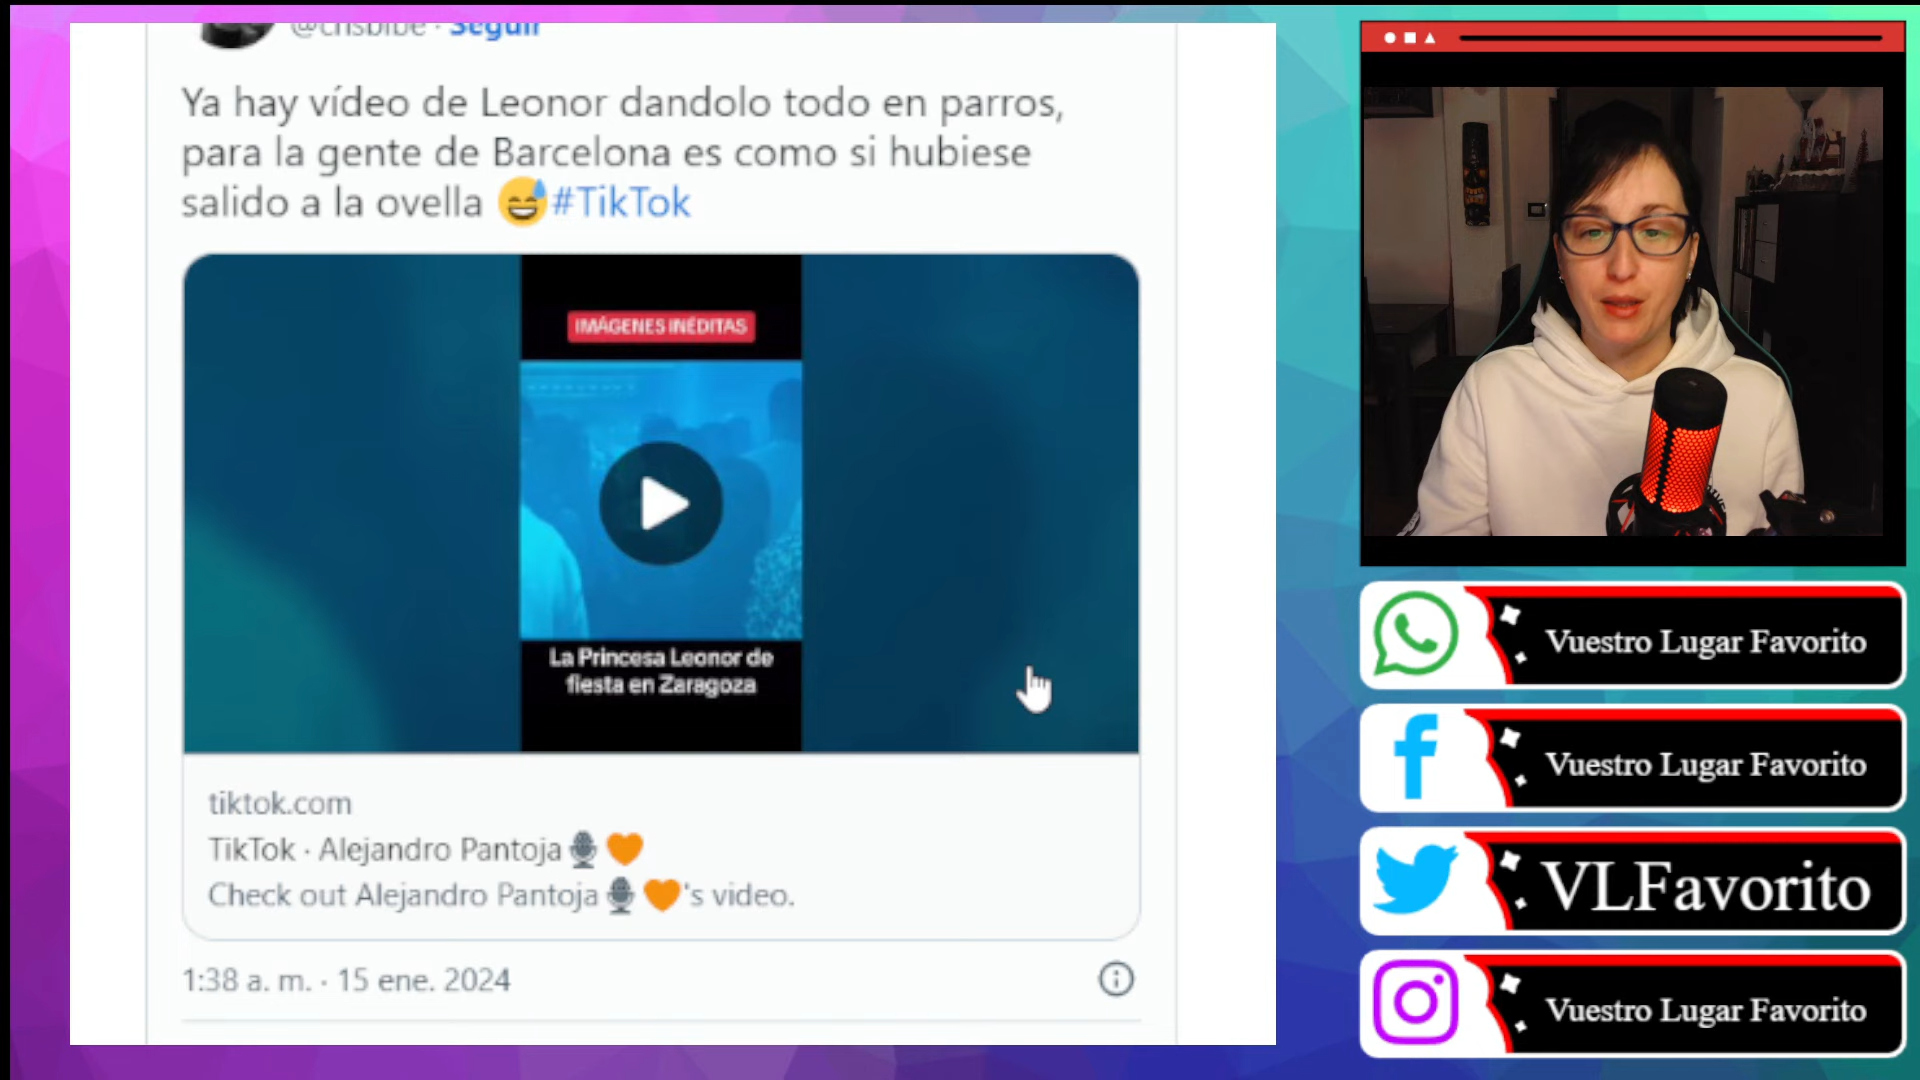 @crisbibe · Seguir
Ya hay vídeo de Leonor dandolo todo en parros,
para la gente de Barcelona es como si hubiese
salido a la ovella 😅 #TikTok
IMÁGENES INÉDITAS
La Princesa Leonor de
fiesta en Zaragoza
tiktok.com
TikTok · Alejandro Pantoja🎙️🧡
Check out Alejandro Pantoja🎙️🧡's video.
1:38 a. m. · 15 ene. 2024
Vuestro Lugar Favorito
Vuestro Lugar Favorito
VLFavorito
Vuestro Lugar Favorito